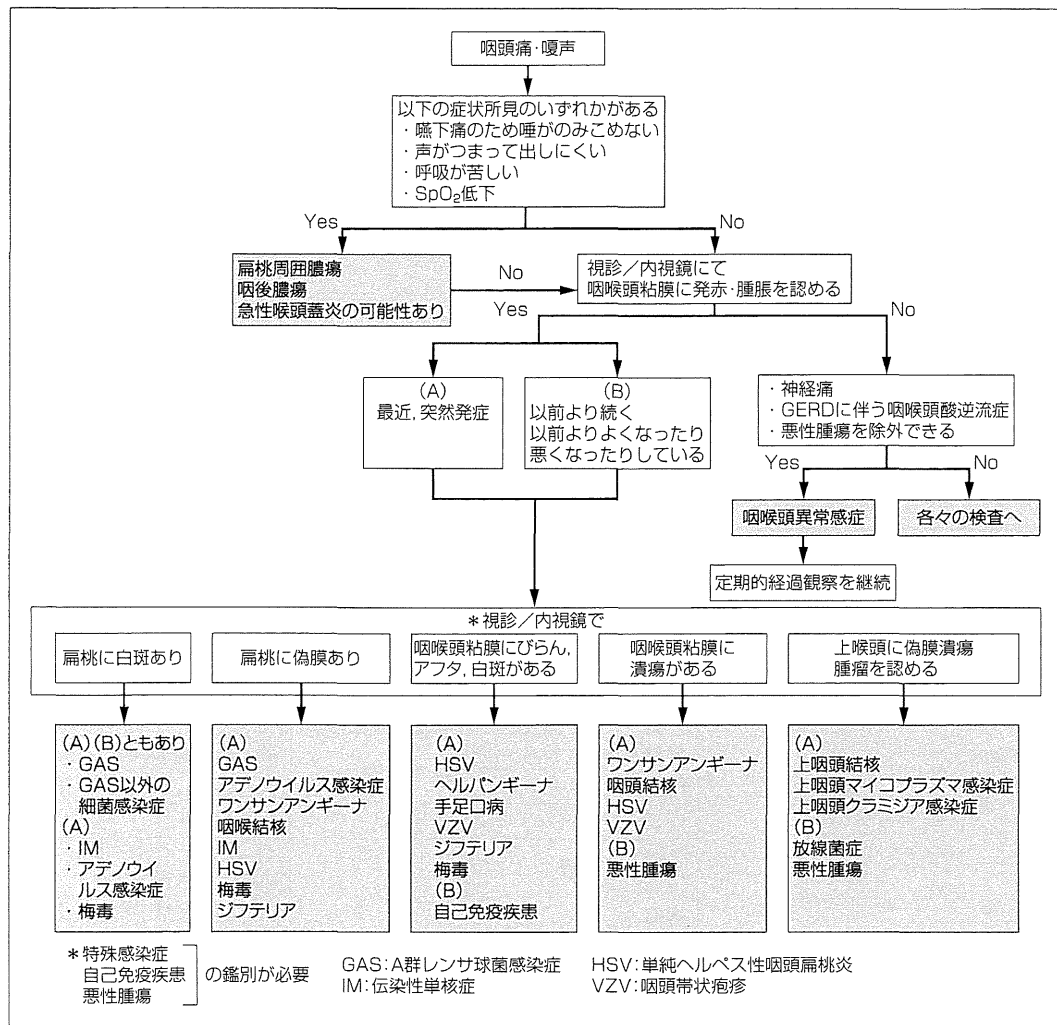 咽頭痛・嗄声
以下の症状所見のいずれかがある
・嚥下痛のため唾がのみこめない
・声がつまって出しにくい
・呼吸が苦しい
・SpO₂低下
Yes
No
扁桃周囲膿瘍
咽後膿瘍
急性喉頭蓋炎の可能性あり
No
視診／内視鏡にて
咽喉頭粘膜に発赤・腫脹を認める
Yes
No
(A)
最近，突然発症
(B)
以前より続く
以前よりよくなったり
悪くなったりしている
・神経痛
・GERDに伴う咽喉頭酸逆流症
・悪性腫瘍を除外できる
Yes
No
咽喉頭異常感症
各々の検査へ
定期的経過観察を継続
＊視診／内視鏡で
扁桃に白斑あり
扁桃に偽膜あり
咽喉頭粘膜にびらん，
アフタ，白斑がある
咽喉頭粘膜に
潰瘍がある
上喉頭に偽膜潰瘍
腫瘤を認める
(A)(B)ともあり
・GAS
・GAS以外の
細菌感染症
(A)
・IM
・アデノウイ
ルス感染症
・梅毒
(A)
GAS
アデノウイルス感染症
ワンサンアンギーナ
咽喉結核
IM
HSV
梅毒
ジフテリア
(A)
HSV
ヘルパンギーナ
手足口病
VZV
ジフテリア
梅毒
(B)
自己免疫疾患
(A)
ワンサンアンギーナ
咽頭結核
HSV
VZV
(B)
悪性腫瘍
(A)
上咽頭結核
上咽頭マイコプラズマ感染症
上咽頭クラミジア感染症
(B)
放線菌症
悪性腫瘍
＊特殊感染症
自己免疫疾患
悪性腫瘍
の鑑別が必要
GAS：A群レンサ球菌感染症
IM：伝染性単核症
HSV：単純ヘルペス性咽頭扁桃炎
VZV：咽頭帯状疱疹